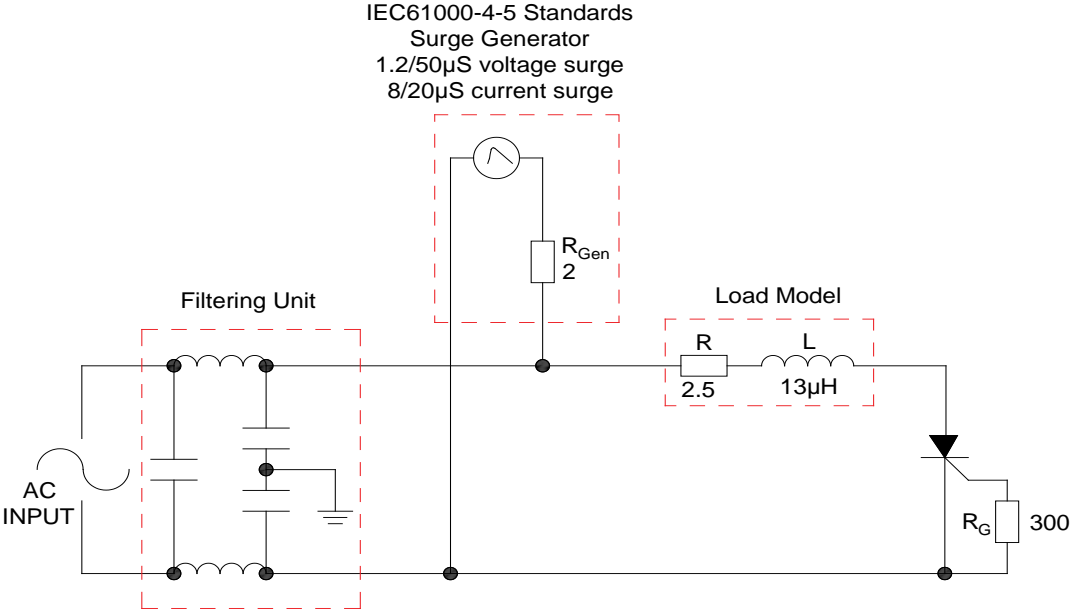 IEC61000-4-5 Standards
Surge Generator
1.2/50µS voltage surge
8/20µS current surge
RGen
2
Filtering Unit
Load Model
R
L
2.5
13µH
AC
INPUT
RG
300